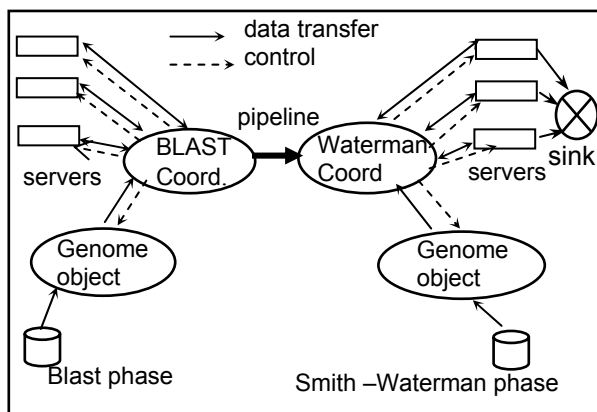 data transfer
control
pipeline
BLAST
Coord.
Waterman
Coord
servers
servers
sink
Genome
object
Genome
object
Blast phase
Smith –Waterman phase